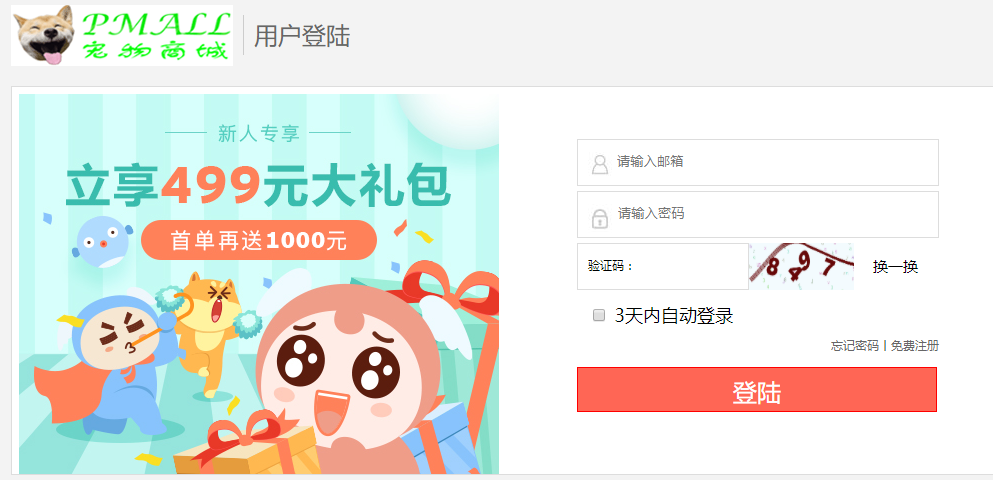 PMALL
宠物商城
用户登陆
新人专享
立享499元大礼包
首单再送1000元
请输入邮箱
请输入密码
验证码：
8497
换一换
3天内自动登录
忘记密码丨免费注册
登陆